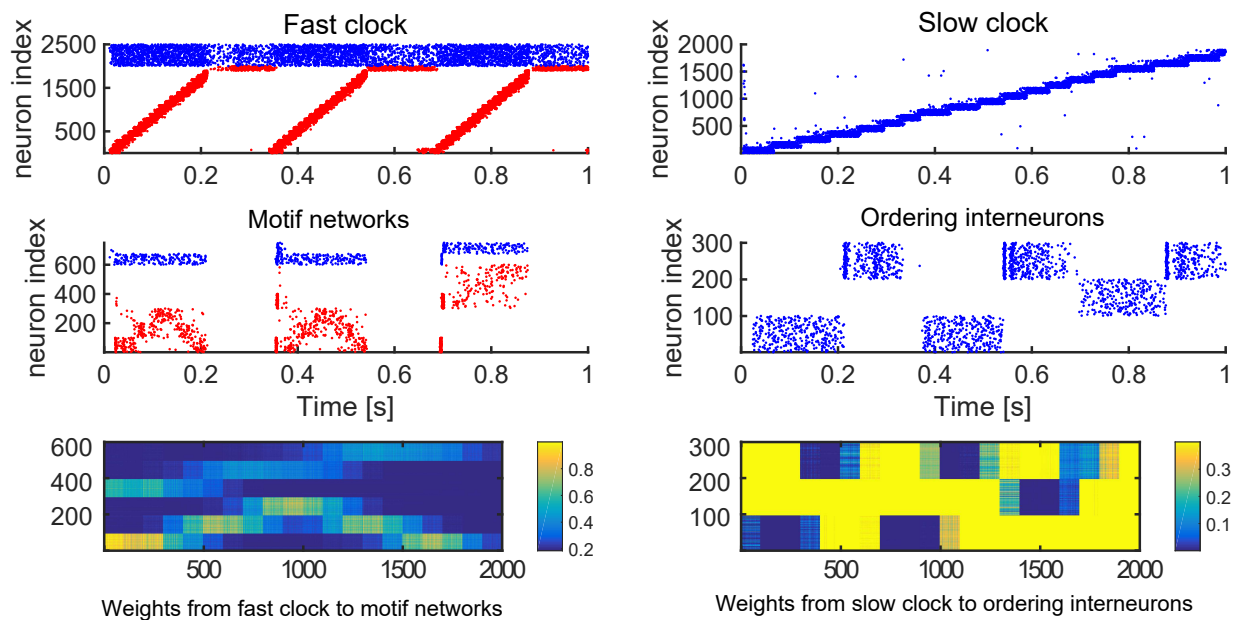 Fast clock
neuron index
2500
1500
500
0 0.2 0.4 0.6 0.8 1
Slow clock
neuron index
2000
1500
1000
500
0 0.2 0.4 0.6 0.8 1
Motif networks
neuron index
600
400
200
0 0.2 0.4 0.6 0.8 1
Time [s]
Ordering interneurons
neuron index
300
200
100
0 0.2 0.4 0.6 0.8 1
Time [s]
600
400
200
500 1000 1500 2000
0.8
0.6
0.4
0.2
Weights from fast clock to motif networks
300
200
100
500 1000 1500 2000
0.3
0.2
0.1
Weights from slow clock to ordering interneurons